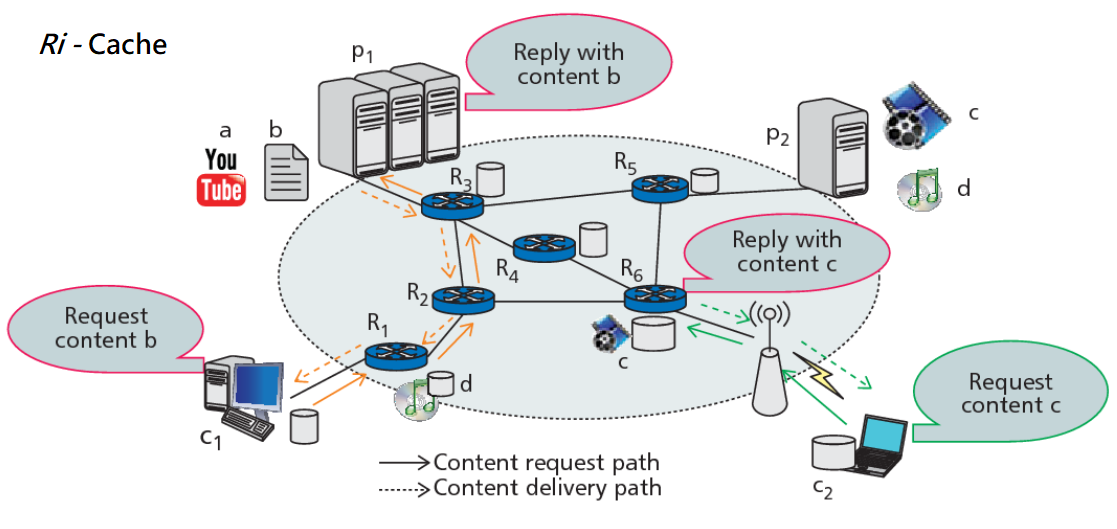 Ri - Cache
p1
Reply with
content b
a
b
You
Tube
p2
c
d
R3
R5
R4
Reply with
content c
R6
R2
Request
content b
R1
c
d
c1
Request
content c
c2
Content request path
Content delivery path